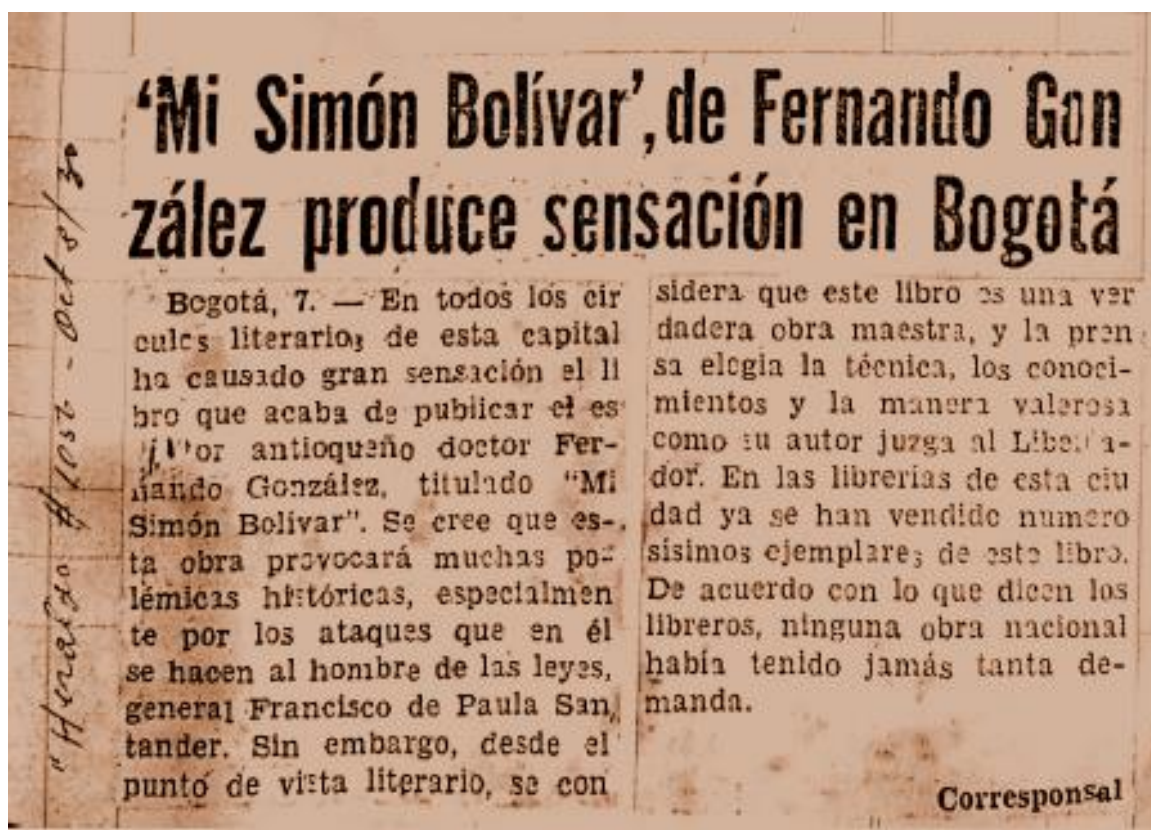 ‘Mi Simón Bolívar’, de Fernando Gon
zález produce sensación en Bogotá
Bogotá, 7. — En todos los cir
culos literarios de esta capital
ha causado gran sensación el li
bro que acaba de publicar el es
antioqueño doctor Fer-
nando González, titulado “Mi
Simón Bolívar”. Se cree que es-
ta obra provocará muchas po-
lémicas históricas, especialmen
te por los ataques que en él
se hacen al hombre de las leyes,
general Francisco de Paula San
tander. Sin embargo, desde el
punto de vista literario, se con
sidera que este libro es una ver
dadera obra maestra, y la pren
sa elogia la técnica, los conoci-
mientos y la manera valerosa
como su autor juzga al Liberta-
dor. En las librerías de esta ciu
dad ya se han vendido numero
sísimos ejemplares de este libro.
De acuerdo con lo que dicen los
libreros, ninguna obra nacional
había tenido jamás tanta de-
manda.
Corresponsal
- Oct 8/30